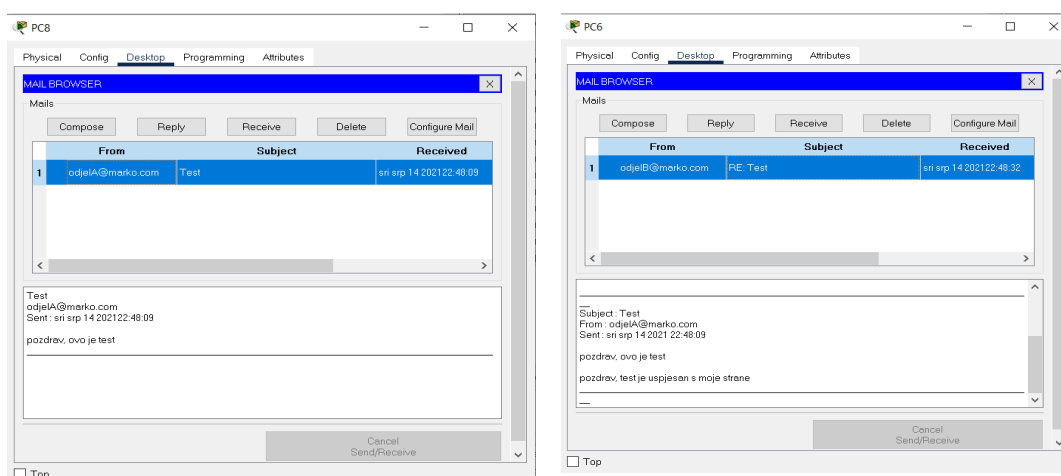 PC8
Physical Config Desktop Programming Attributes
MAIL BROWSER
Mails
Compose Reply Receive Delete Configure Mail
From Subject Received
1 odjelA@marko.com Test sri srp 14 202122:48:09
Test
odjelA@marko.com
Sent : sri srp 14 202122:48:09
pozdrav, ovo je test
Cancel
Send/Receive
Top
PC6
Physical Config Desktop Programming Attributes
MAIL BROWSER
Mails
Compose Reply Receive Delete Configure Mail
From Subject Received
1 odjelB@marko.com RE: Test sri srp 14 202122:48:32
Subject : Test
From : odjelA@marko.com
Sent : sri srp 14 2021 22:48:09
pozdrav, ovo je test
pozdrav, test je uspjesan s moje strane
Cancel
Send/Receive
Top